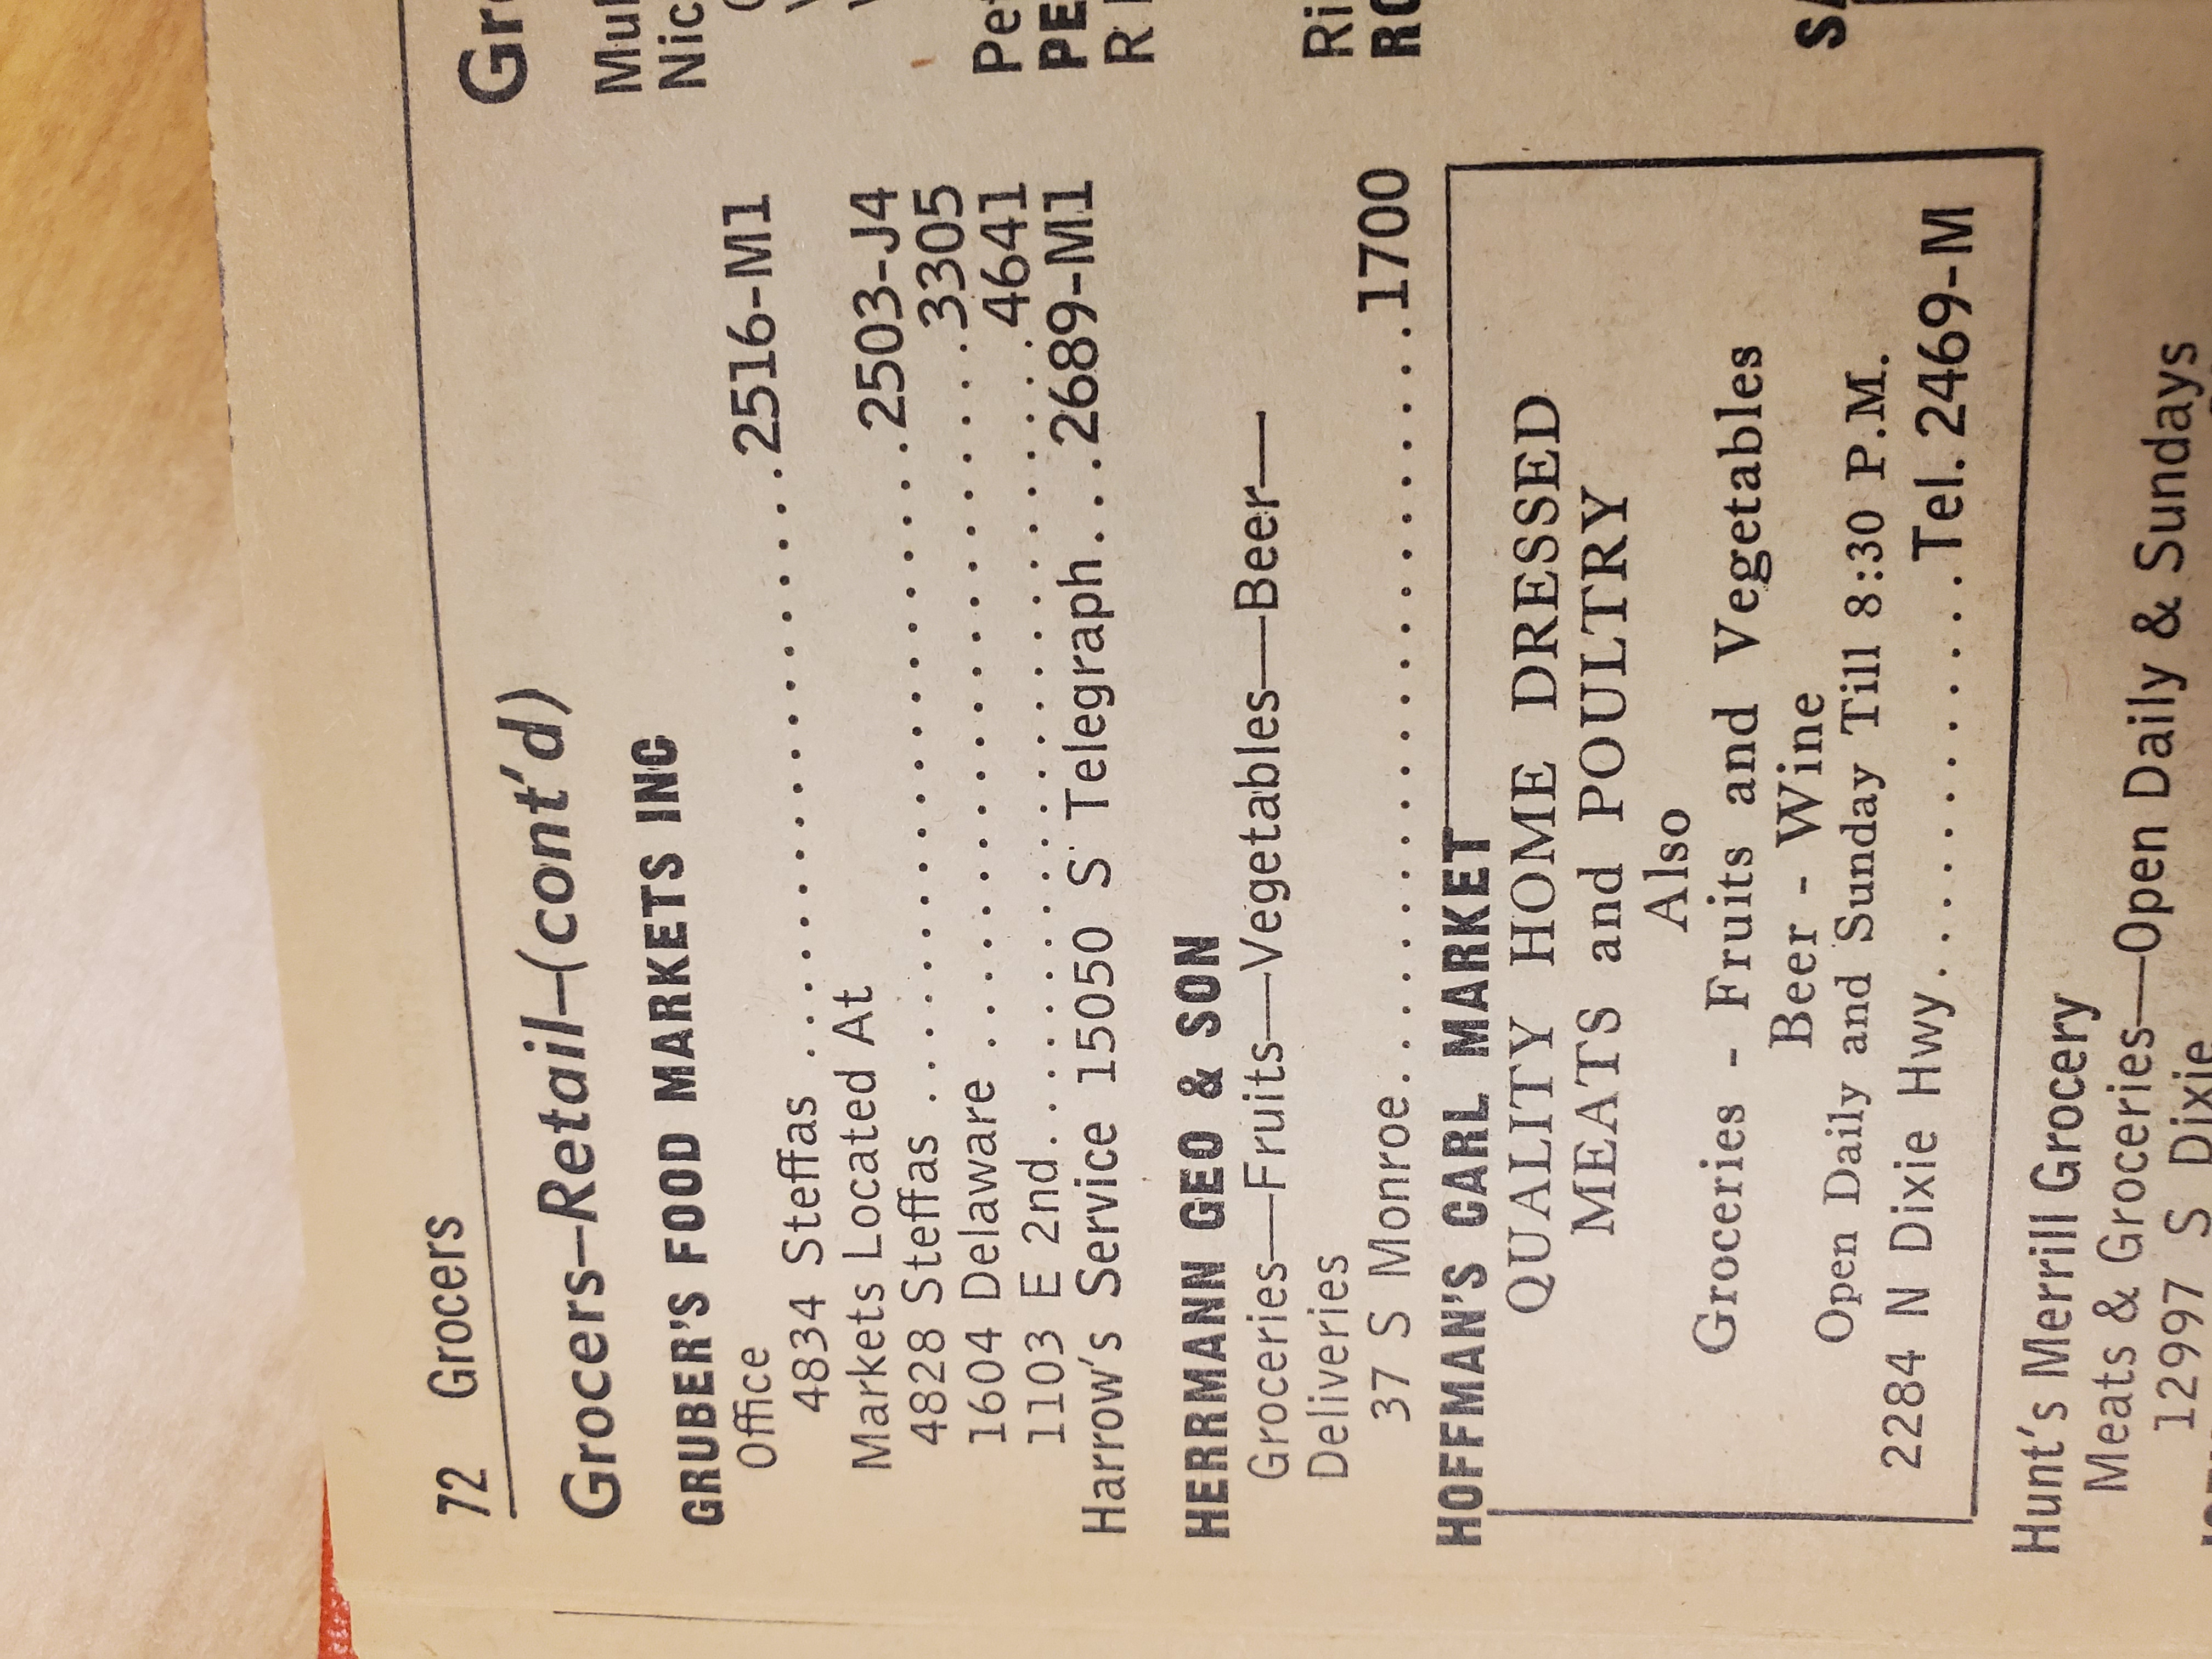 72 Grocers
Grocers—Retail—(cont'd)
GRUBER'S FOOD MARKETS INC
Office
4834 Steffas ....................2516-M1
Markets Located At
4828 Steffas ....................2503-J4
1604 Delaware ....................3305
1103 E 2nd....................4641
Harrow's Service 15050 S Telegraph...2689-M1
HERRMANN GEO & SON
Groceries—Fruits—Vegetables—Beer—
Deliveries
37 S Monroe....................1700
HOFFMAN'S CARL MARKET
QUALITY HOME DRESSED
MEATS and POULTRY
Also
Groceries - Fruits and Vegetables
Beer - Wine
Open Daily and Sunday Till 8:30 P.M.
2284 N Dixie Hwy..........Tel. 2469-M
Hunt's Merrill Grocery
Meats & Groceries—Open Daily & Sundays
12997 S Dixie